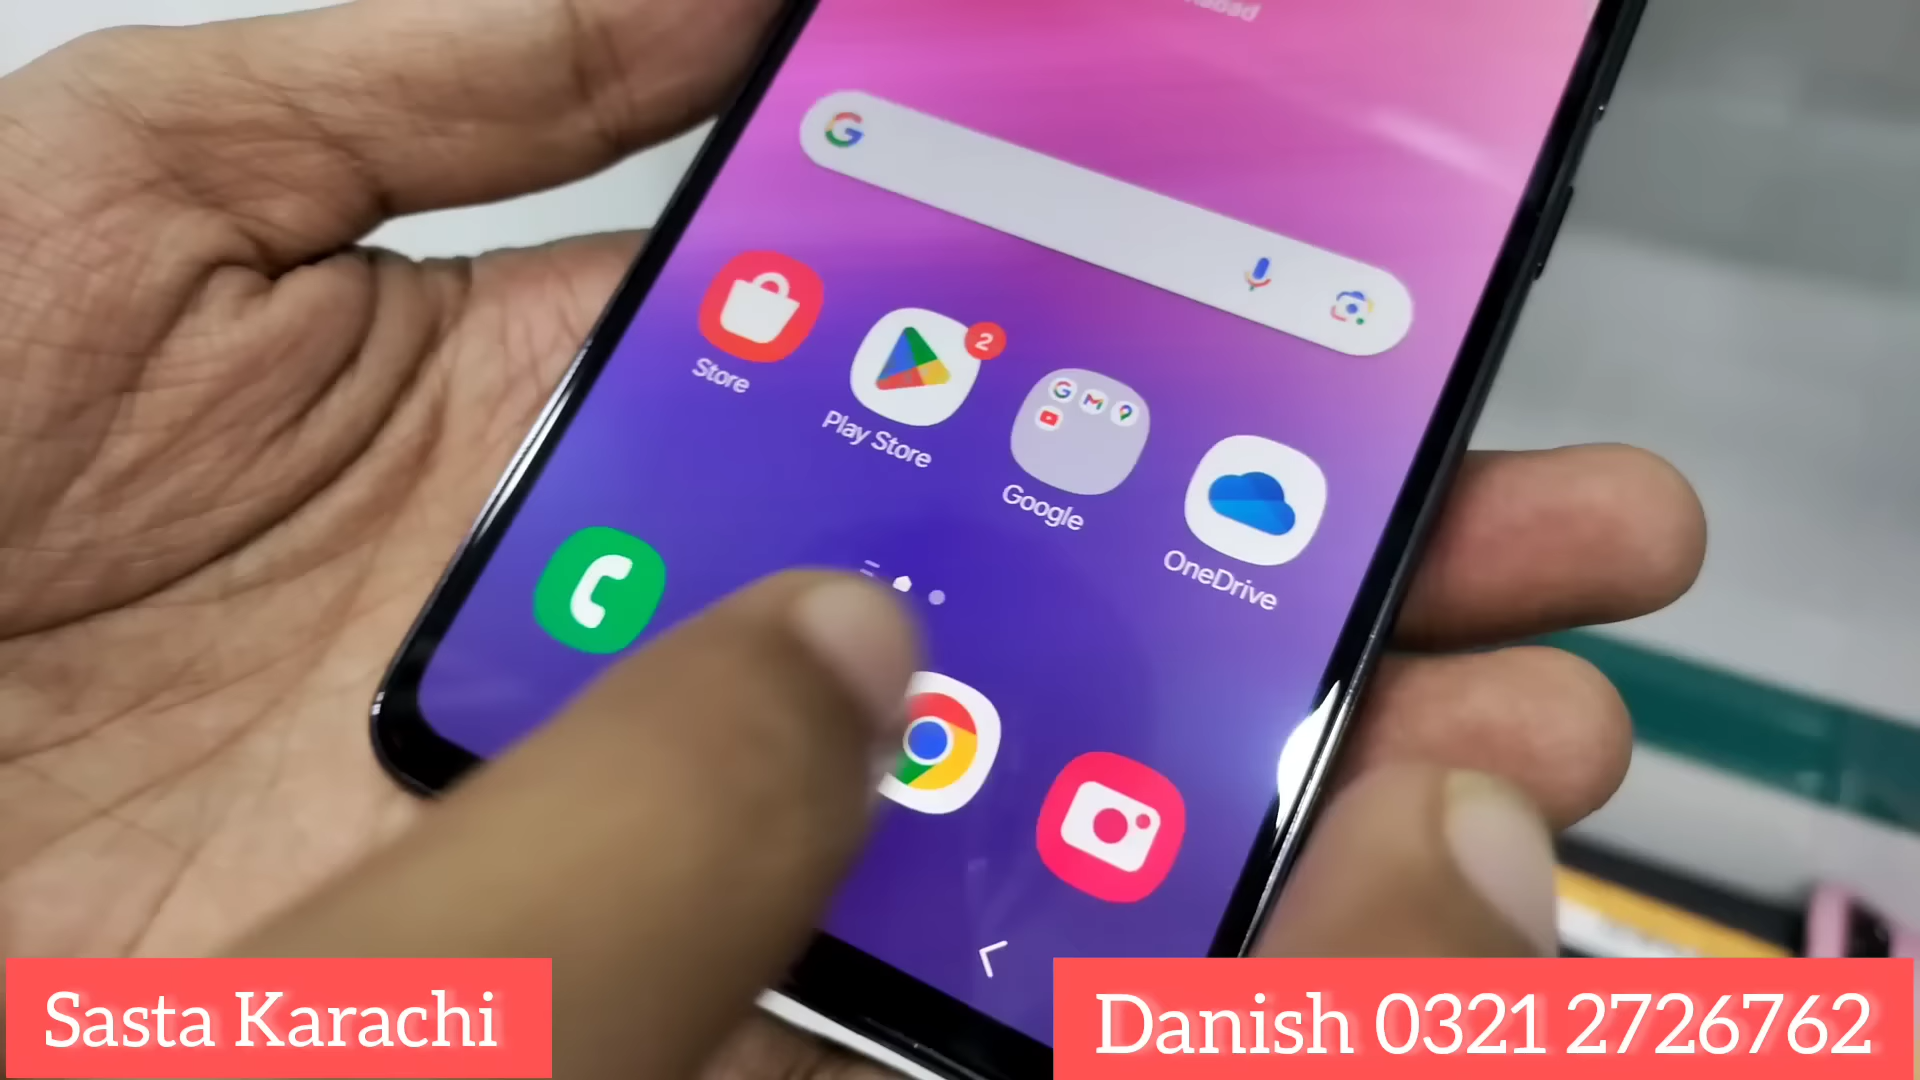 Store
2
Play Store
Google
OneDrive
Sasta Karachi
Danish 0321 2726762